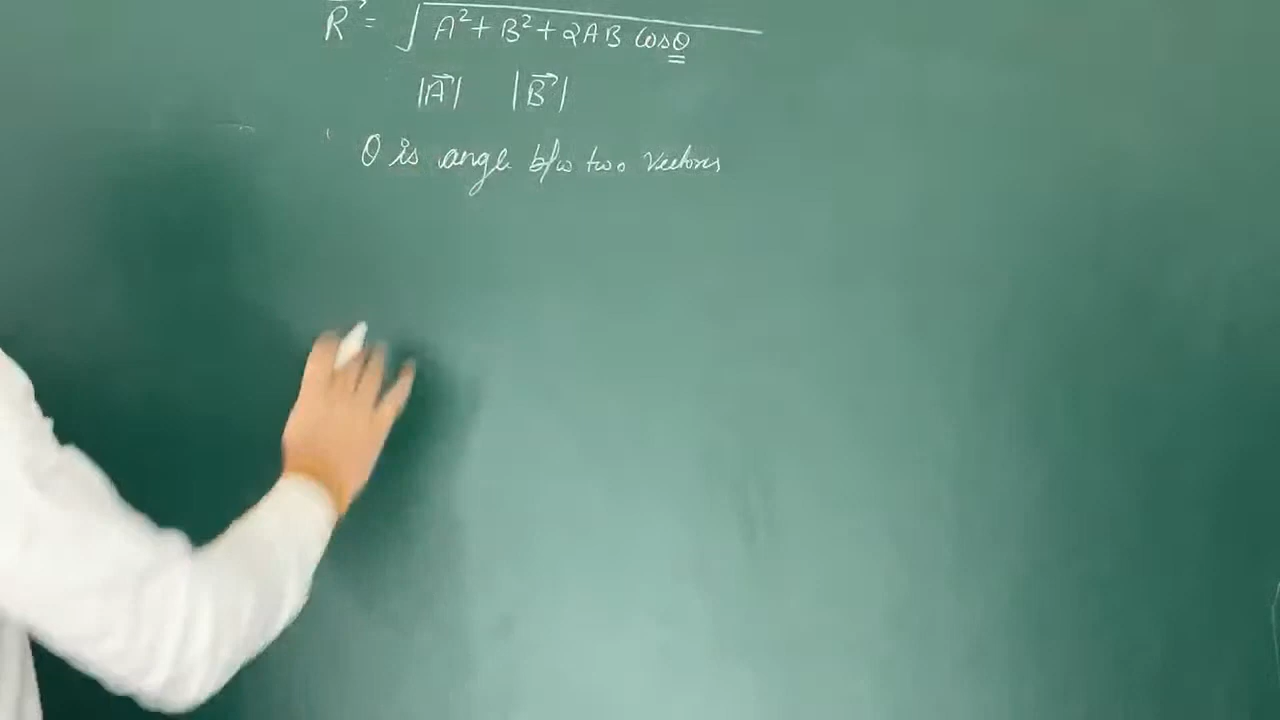 R⃗ = √A² + B² + 2AB cosθ
|A⃗| |B⃗|
θ is angle b/w two vectors